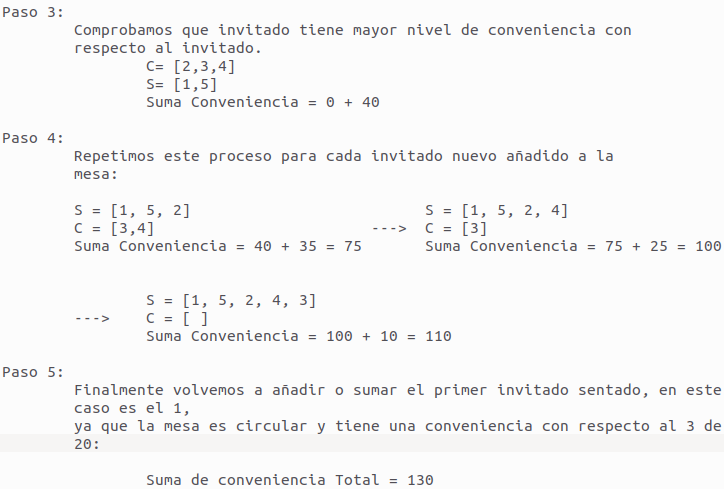 Paso 3:
Comprobamos que invitado tiene mayor nivel de conveniencia con
respecto al invitado.
C= [2,3,4]
S= [1,5]
Suma Conveniencia = 0 + 40
Paso 4:
Repetimos este proceso para cada invitado nuevo añadido a la
mesa:
S = [1, 5, 2] S = [1, 5, 2, 4]
C = [3,4] ---> C = [3]
Suma Conveniencia = 40 + 35 = 75 Suma Conveniencia = 75 + 25 = 100
S = [1, 5, 2, 4, 3]
---> C = [ ]
Suma Conveniencia = 100 + 10 = 110
Paso 5:
Finalmente volvemos a añadir o sumar el primer invitado sentado, en este
caso es el 1,
ya que la mesa es circular y tiene una conveniencia con respecto al 3 de
20:
Suma de conveniencia Total = 130